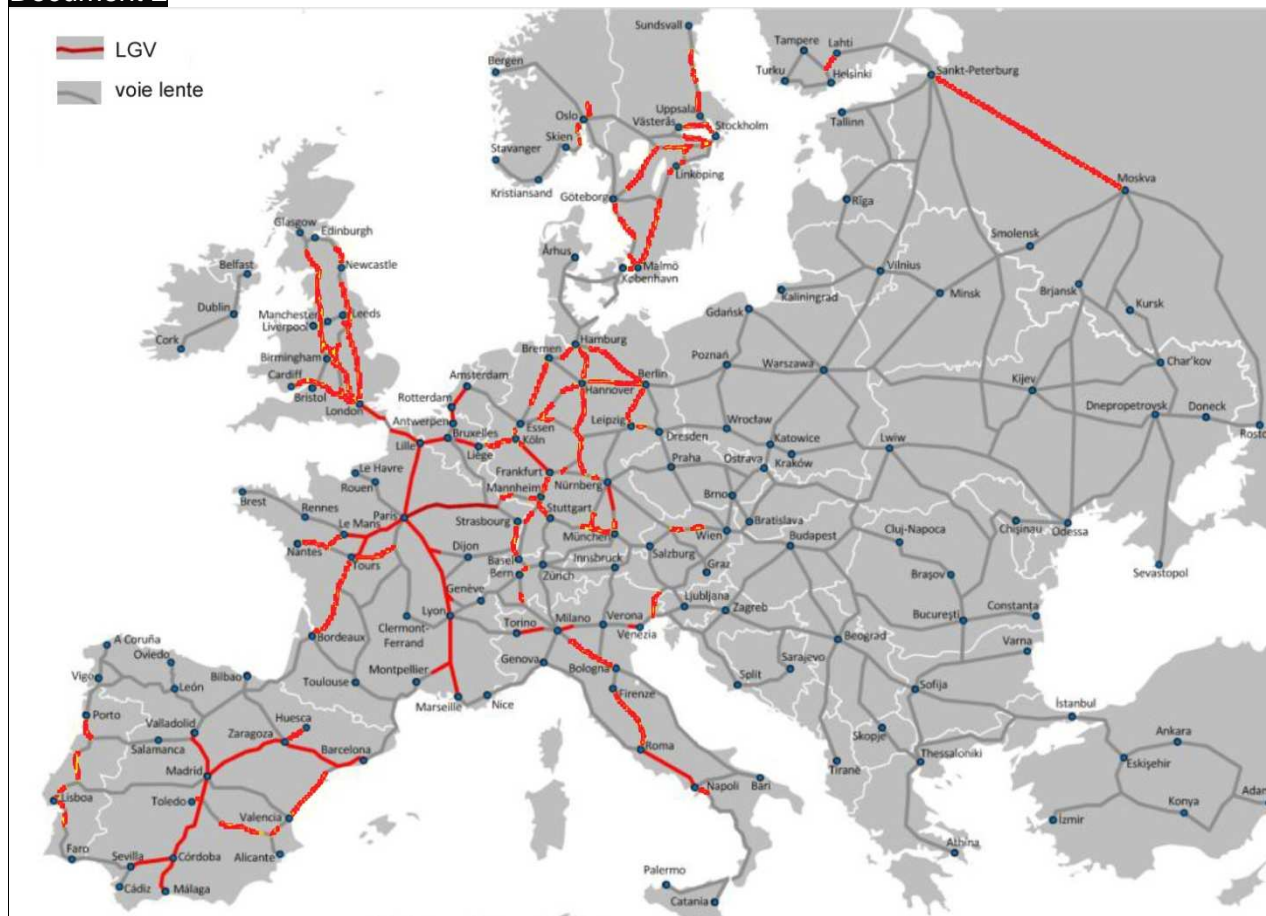 LGV
voie lente
Sundsvall
Tampere
Lahti
Bergen
Turku
Helsinki
Sankt-Peterburg
Oslo
Uppsala
Västerås
Stockholm
Tallinn
Skien
Stavanger
Linköping
Kristiansand
Göteborg
Moskva
Rīga
Glasgow
Edinburgh
Smolensk
Århus
Belfast
Newcastle
Malmö
København
Vilnius
Kaliningrad
Minsk
Brjansk
Dublin
Manchester
Leeds
Liverpool
Gdańsk
Kursk
Cork
Hamburg
Birmingham
Bremen
Poznań
Warszawa
Char'kov
Cardiff
Amsterdam
Berlin
Bristol
Hannover
Kijev
London
Rotterdam
Antwerpen
Essen
Leipzig
Wrocław
Dnepropetrovsk
Doneck
Bruxelles
Köln
Dresden
Katowice
Lwiw
Rosto
Lille
Liège
Ostrava
Kraków
Le Havre
Frankfurt
Praha
Rouen
Mannheim
Nürnberg
Brest
Rennes
Paris
Brno
Le Mans
Strasbourg
Stuttgart
Bratislava
Cluj-Napoca
Chişinau
Odessa
Nantes
Dijon
München
Wien
Budapest
Tours
Basel
Innsbruck
Salzburg
Sevastopol
Bern
Zürich
Graz
Braşov
Genève
Ljubljana
Lyon
Milano
Verona
Zagreb
Bucureşti
Constanţa
Clermont-
Ferrand
Torino
Venezia
Bordeaux
Beograd
Varna
A Coruña
Oviedo
Genova
Bologna
Sarajevo
Montpellier
Split
Vigo
León
Bilbao
Toulouse
Firenze
Sofija
Marseille
Nice
İstanbul
Porto
Valladolid
Huesca
Zaragoza
Skopje
Ankara
Salamanca
Barcelona
Roma
Thessaloniki
Eskişehir
Madrid
Tiranë
Napoli
Bari
Lisboa
Toledo
Adan
Valencia
Konya
İzmir
Faro
Sevilla
Córdoba
Alicante
Athina
Cádiz
Málaga
Palermo
Catania